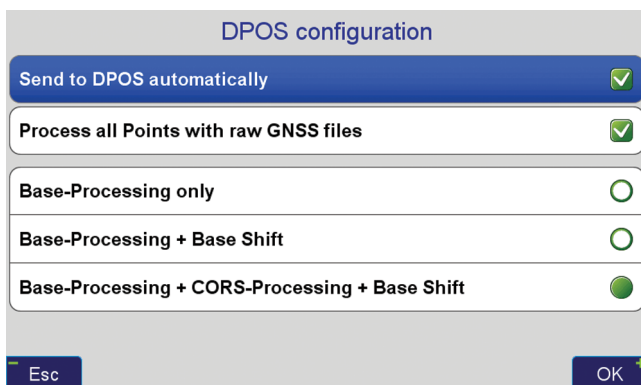 DPOS configuration
Send to DPOS automatically
Process all Points with raw GNSS files
Base-Processing only
Base-Processing + Base Shift
Base-Processing + CORS-Processing + Base Shift
Esc OK